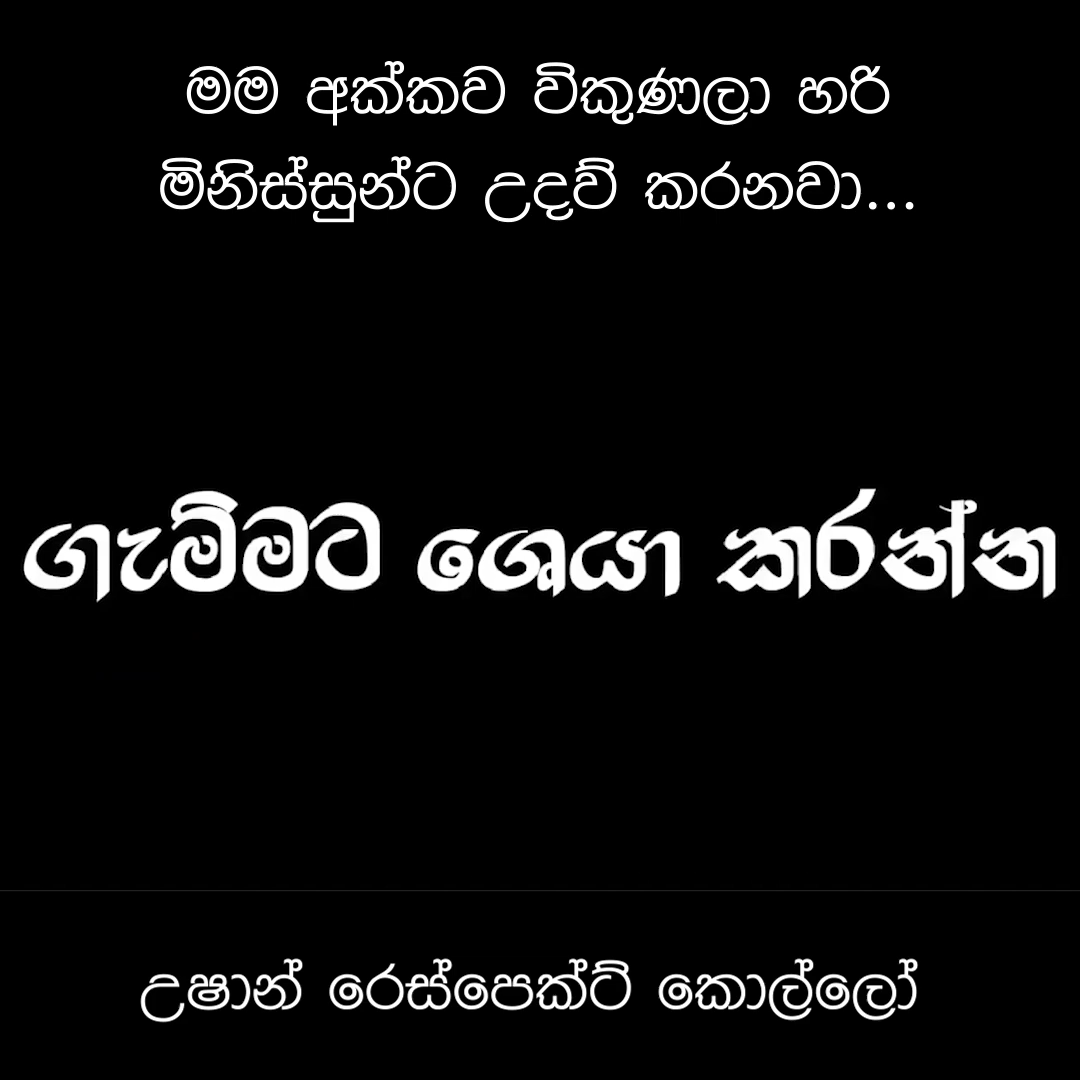 මම අක්කව විකුණලා හරි
මිනිස්සුන්ට උදව් කරනවා...
ගැම්මට ශෙයා කරන්න
උෂාන් රෙස්පෙක්ට් කොල්ලෝ